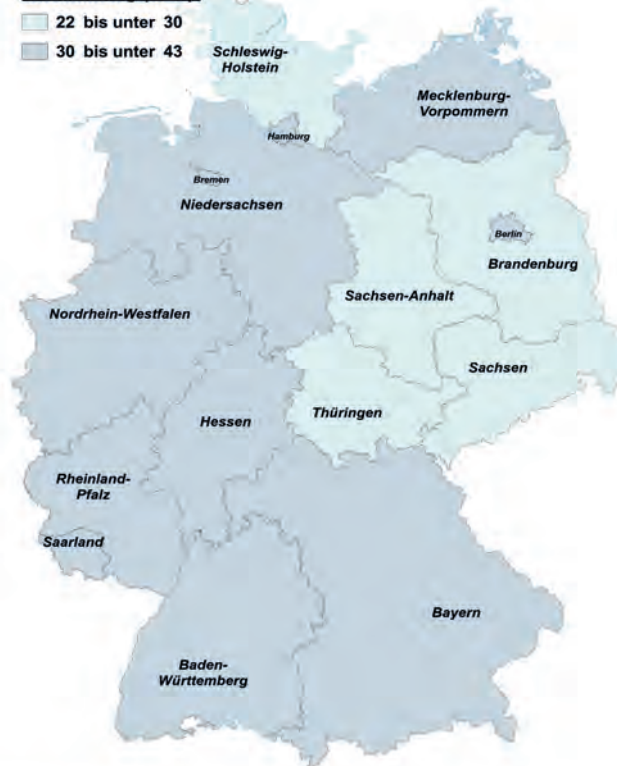 22 bis unter 30
30 bis unter 43
Schleswig-
Holstein
Mecklenburg-
Vorpommern
Hamburg
Bremen
Niedersachsen
Berlin
Brandenburg
Sachsen-Anhalt
Nordrhein-Westfalen
Sachsen
Thüringen
Hessen
Rheinland-
Pfalz
Saarland
Bayern
Baden-
Württemberg